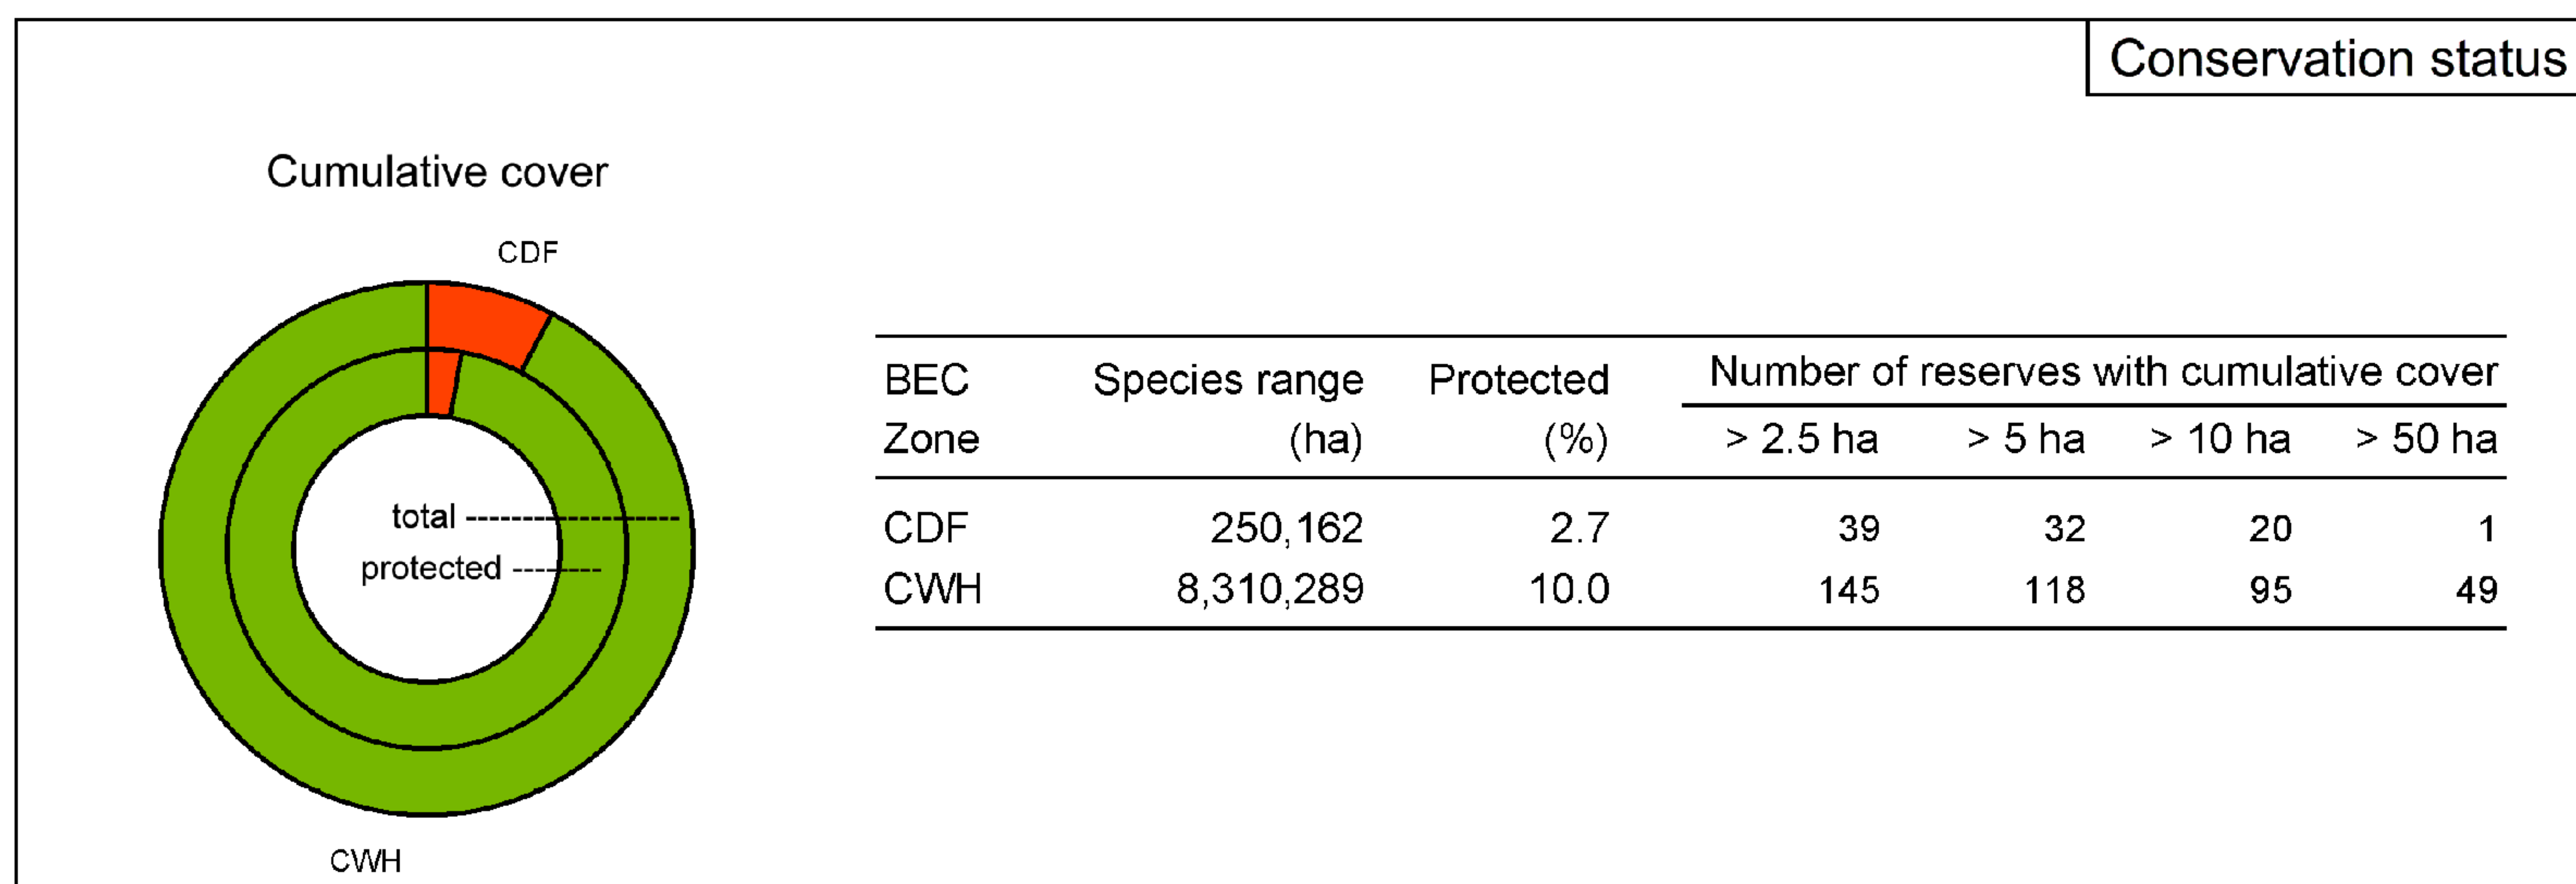 Conservation status
Cumulative cover
CDF
total
protected
CWH
BEC Species range Protected Number of reserves with cumulative cover
Zone (ha) (%) > 2.5 ha > 5 ha > 10 ha > 50 ha
CDF 250,162 2.7 39 32 20 1
CWH 8,310,289 10.0 145 118 95 49